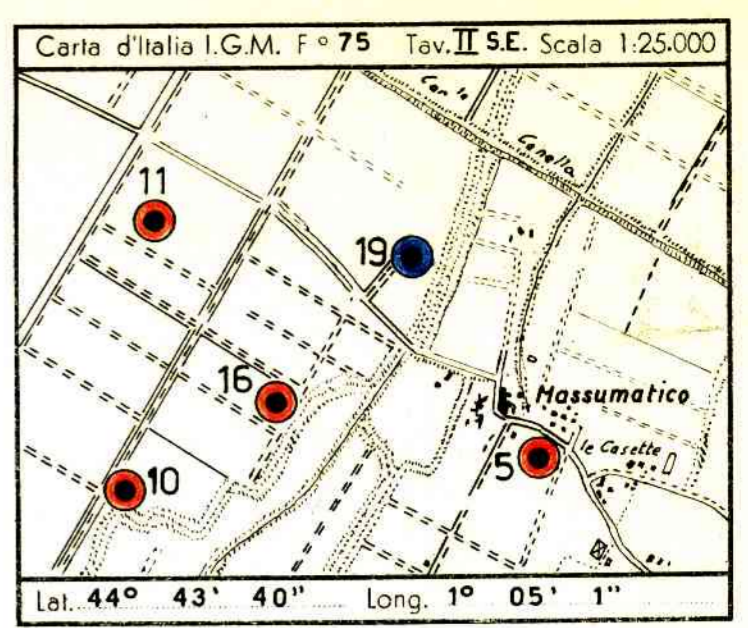 Carta d'Italia I.G.M. F° 75 Tav. II S.E. Scala 1:25.000
Canella
11
19
16
Massumatico
le Casette
5
10
Lat. 44° 43' 40" Long. 1° 05' 1"